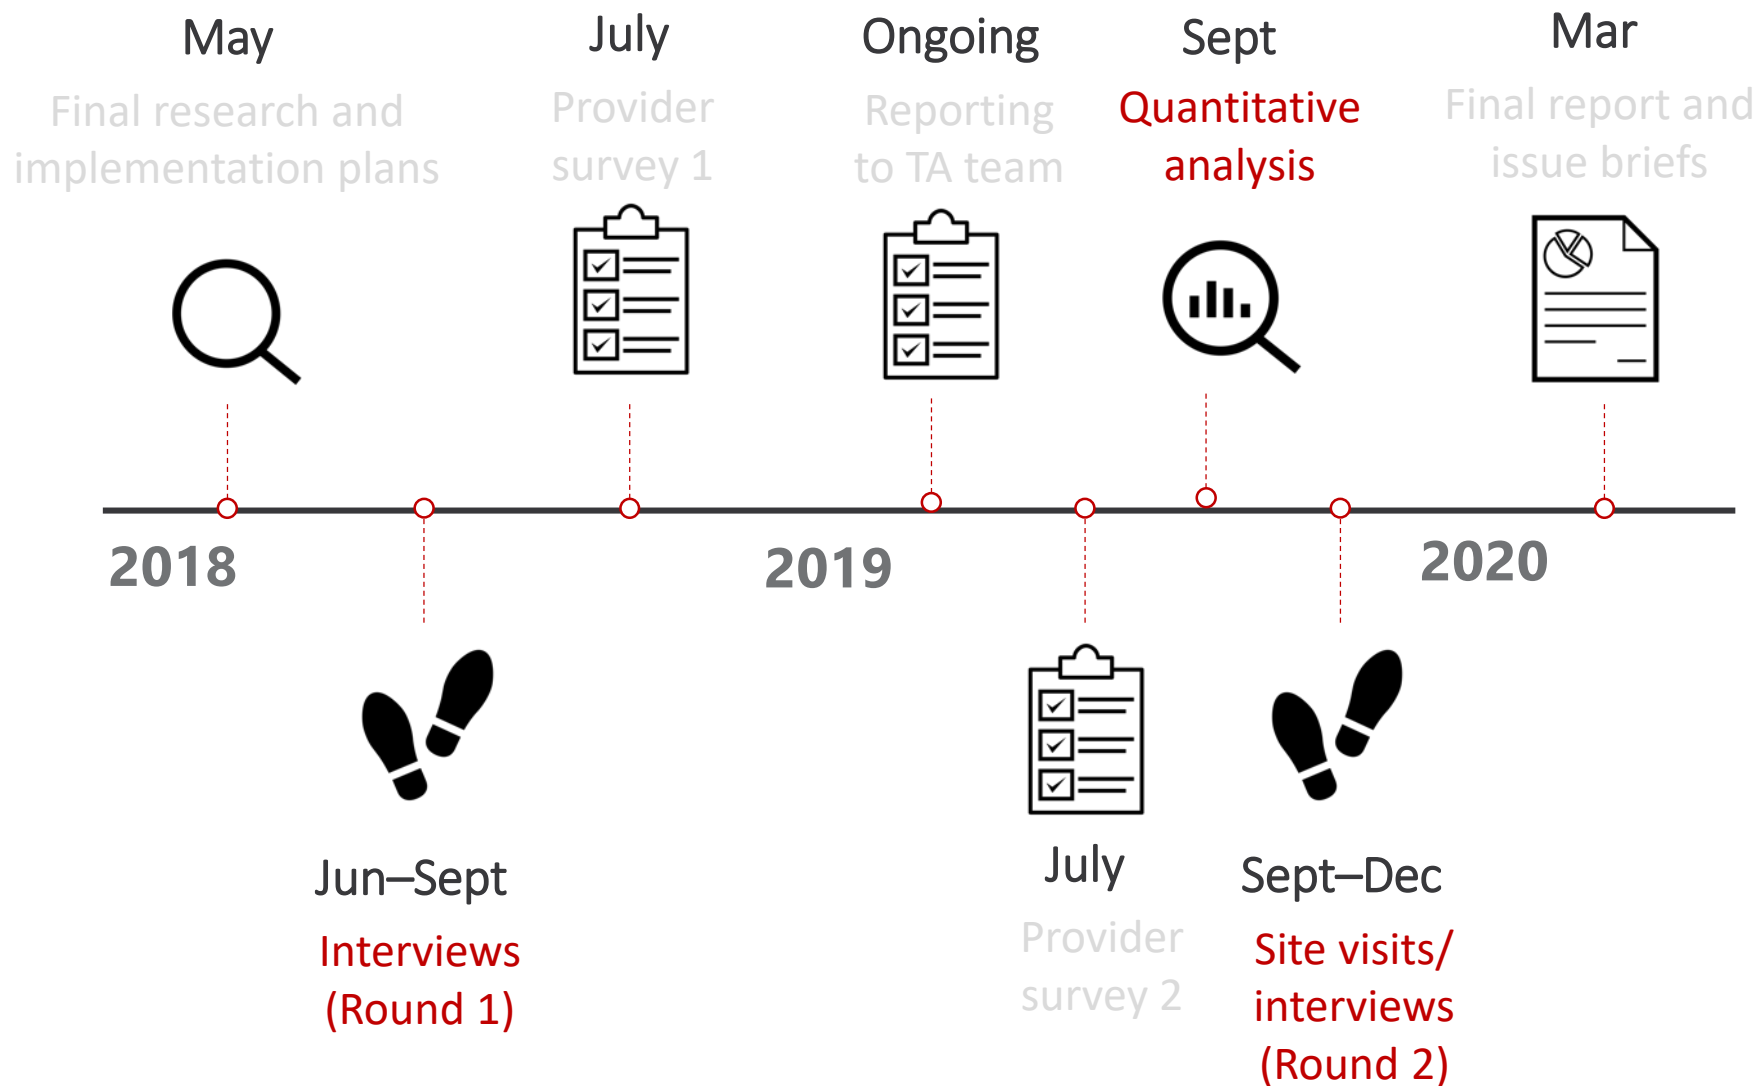 May
Final research and
implementation plans
July
Provider
survey 1
Ongoing
Reporting
to TA team
Sept
Quantitative
analysis
Mar
Final report and
issue briefs
2018
2019
2020
Jun–Sept
Interviews
(Round 1)
July
Provider
survey 2
Sept–Dec
Site visits/
interviews
(Round 2)